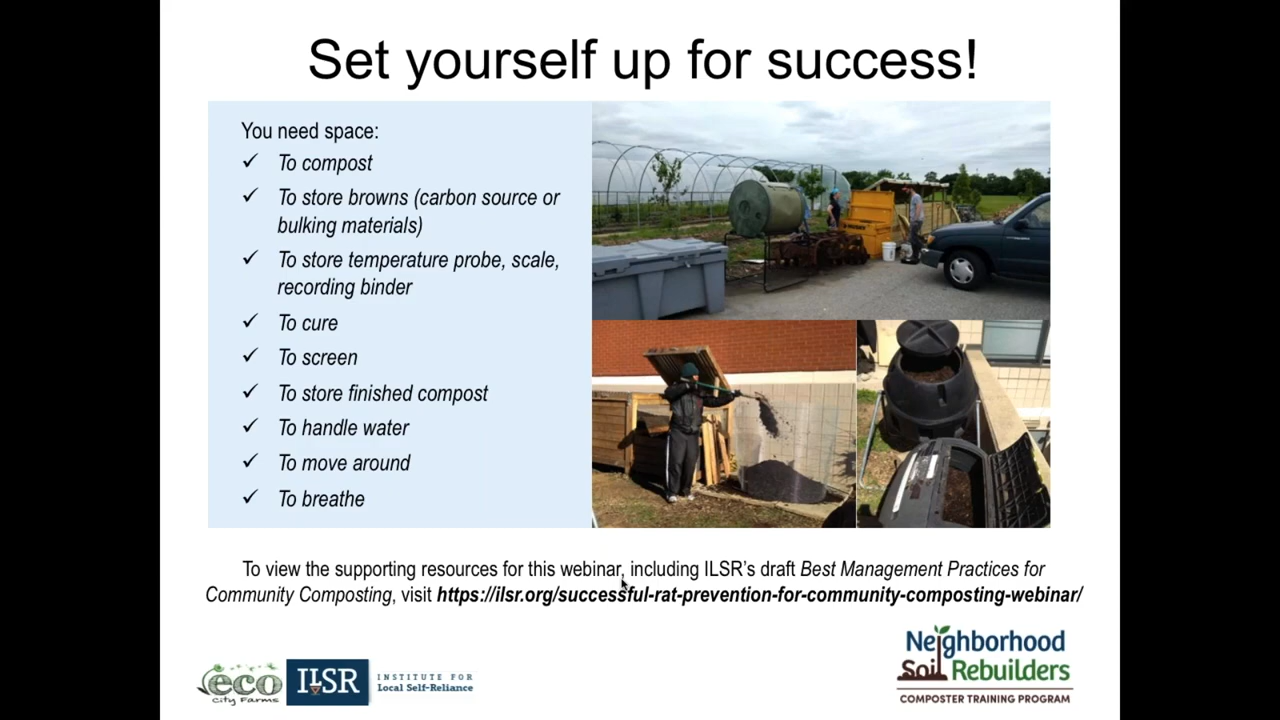 Set yourself up for success!
You need space:
To compost
To store browns (carbon source or
bulking materials)
To store temperature probe, scale,
recording binder
To cure
To screen
To store finished compost
To handle water
To move around
To breathe
To view the supporting resources for this webinar, including ILSR's draft Best Management Practices for
Community Composting, visit https://ilsr.org/successful-rat-prevention-for-community-composting-webinar/
eco
City Farms
ILSR
INSTITUTE FOR
Local Self-Reliance
Neighborhood
Soil Rebuilders
COMPOSTER TRAINING PROGRAM